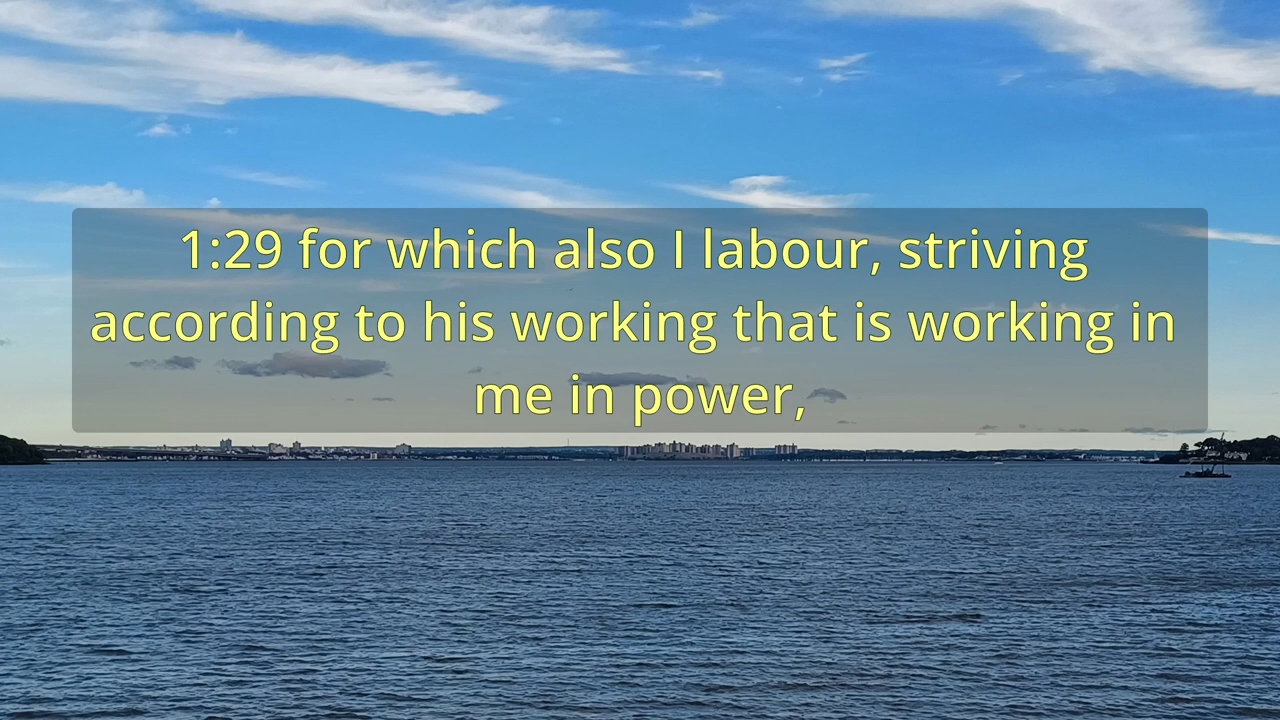 1:29 for which also I labour, striving
according to his working that is working in
me in power,